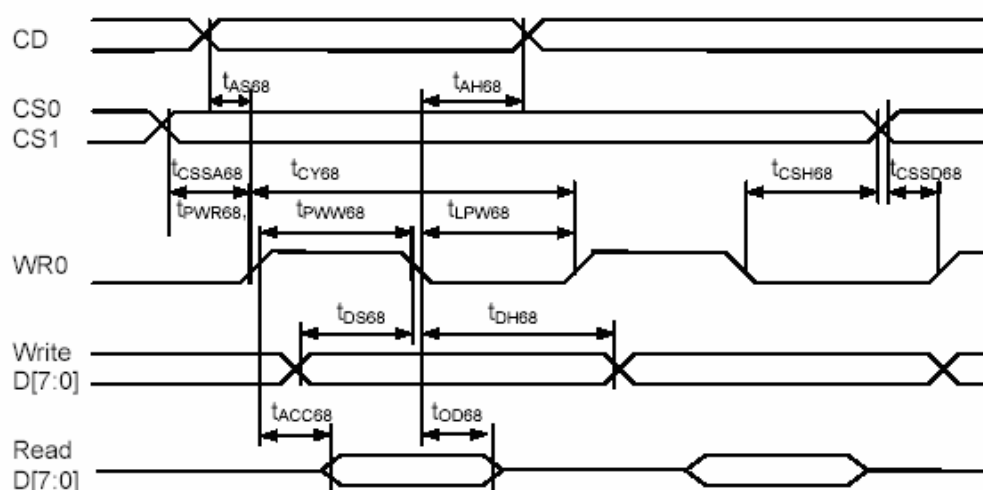 CD
tAS68 tAH68
CS0
CS1
tCSSA68 tCY68 tCSH68 tCSSD68
tPWR68, tPWW68 tLPW68
WR0
tDS68 tDH68
Write
D[7:0]
tACC68 tOD68
Read
D[7:0]